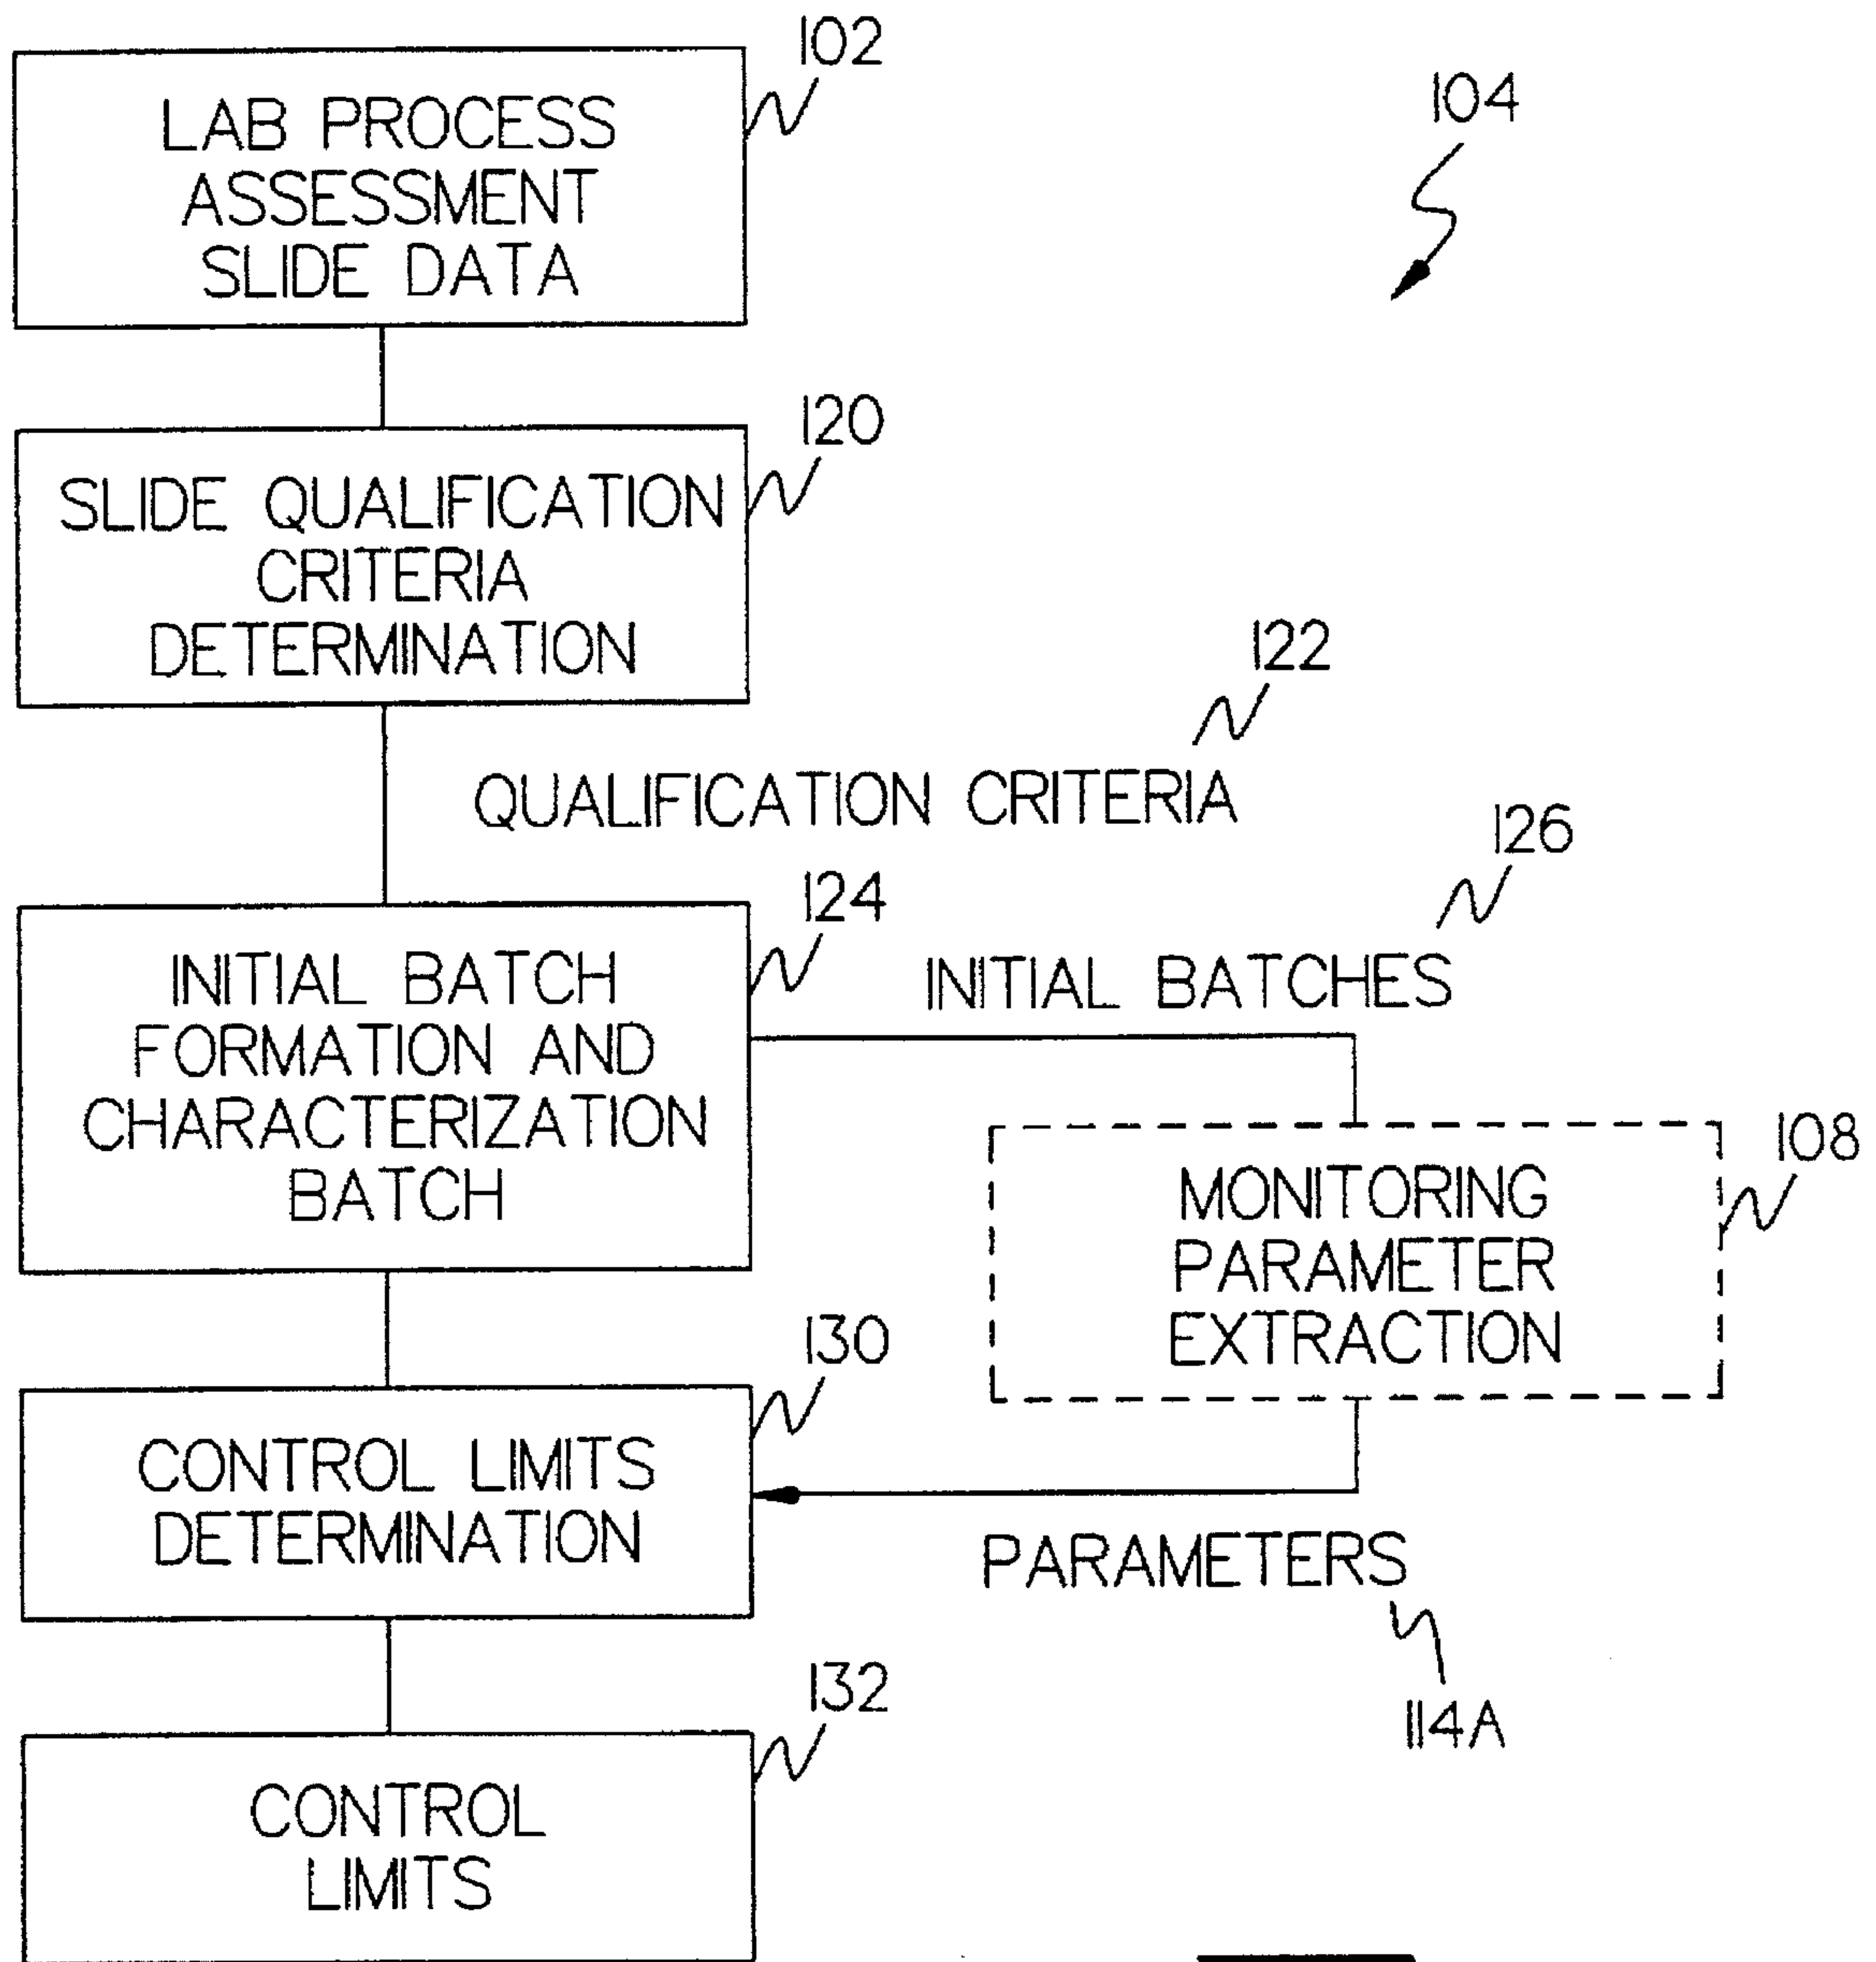 102
LAB PROCESS
ASSESSMENT
SLIDE DATA
104
120
SLIDE QUALIFICATION
CRITERIA
DETERMINATION
122
QUALIFICATION CRITERIA
126
124
INITIAL BATCH
FORMATION AND
CHARACTERIZATION
BATCH
INITIAL BATCHES
108
MONITORING
PARAMETER
EXTRACTION
130
CONTROL LIMITS
DETERMINATION
PARAMETERS
114A
132
CONTROL
LIMITS